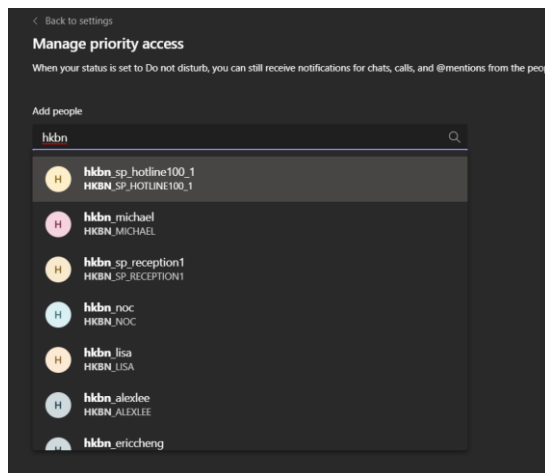 < Back to settings
Manage priority access
When your status is set to Do not disturb, you can still receive notifications for chats, calls, and @mentions from the peo
Add people
hkbn
H
hkbn_sp_hotline100_1
HKBN_SP_HOTLINE100_1
H
hkbn_michael
HKBN_MICHAEL
H
hkbn_sp_reception1
HKBN_SP_RECEPTION1
H
hkbn_noc
HKBN_NOC
H
hkbn_lisa
HKBN_LISA
H
hkbn_alexlee
HKBN_ALEXLEE
H
hkbn_ericcheng